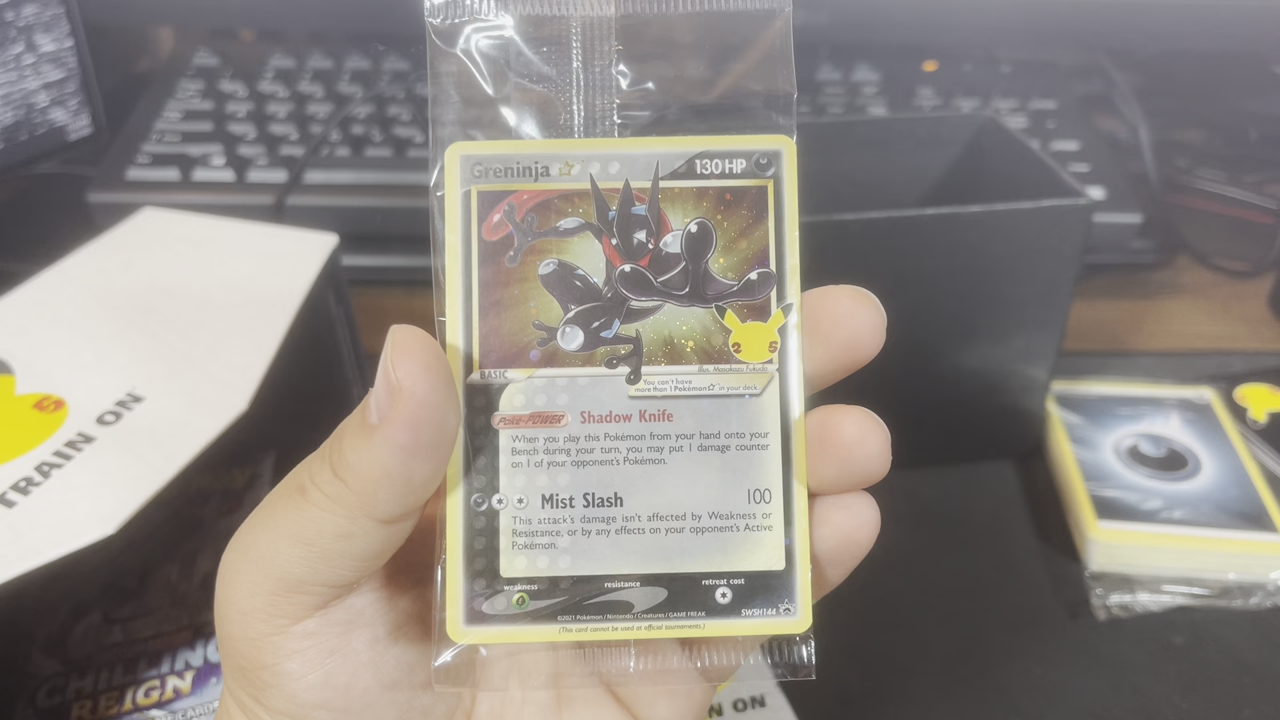 Greninja ☆
130 HP
25
Illus. Masakazu Fukuda
BASIC
You can't have
more than 1 Pokémon☆ in your deck.
Poké-POWER Shadow Knife
When you play this Pokémon from your hand onto your
Bench during your turn, you may put 1 damage counter
on 1 of your opponent's Pokémon.
Mist Slash 100
This attack's damage isn't affected by Weakness or
Resistance, or by any effects on your opponent's Active
Pokémon.
weakness resistance retreat cost
SWSH144
©2021 Pokémon / Nintendo / Creatures / GAME FREAK
(This card cannot be used at official tournaments.)
5
TRAIN ON
CHILLING
REIGN
CARDS
N ON